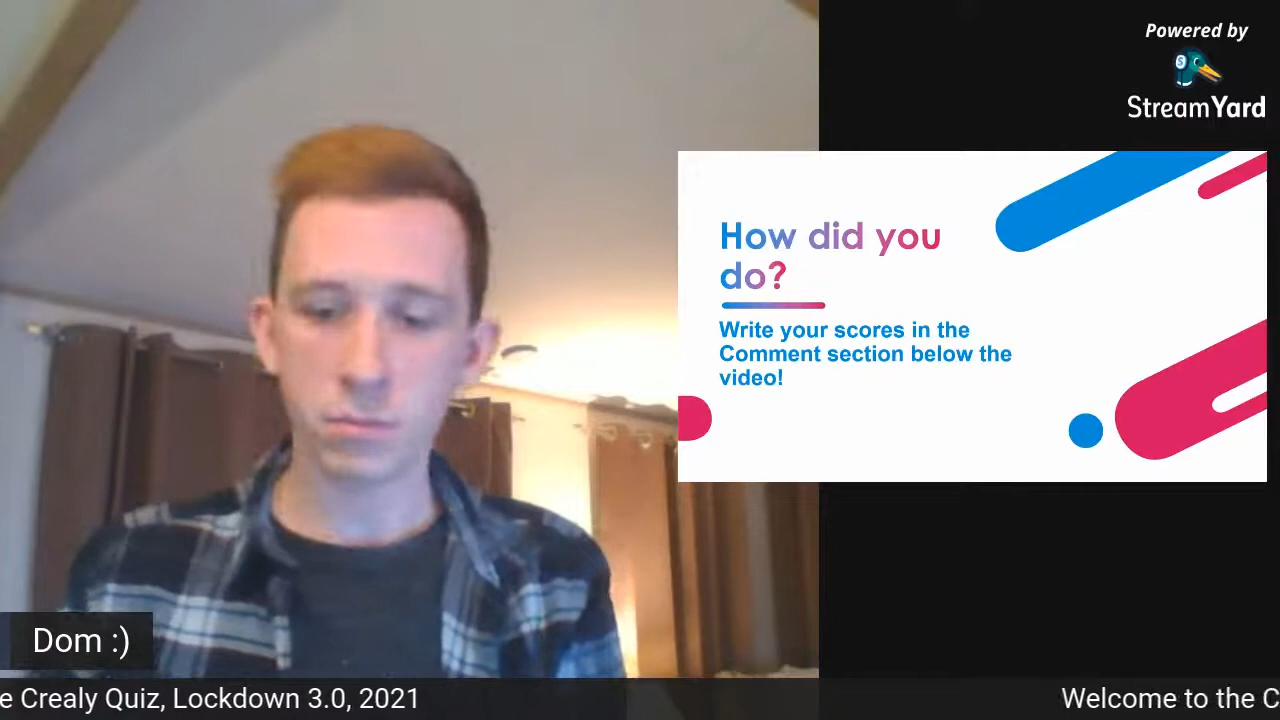 Powered by
StreamYard
How did you
do?
Write your scores in the
Comment section below the
video!
Dom :)
e Crealy Quiz, Lockdown 3.0, 2021
Welcome to the C